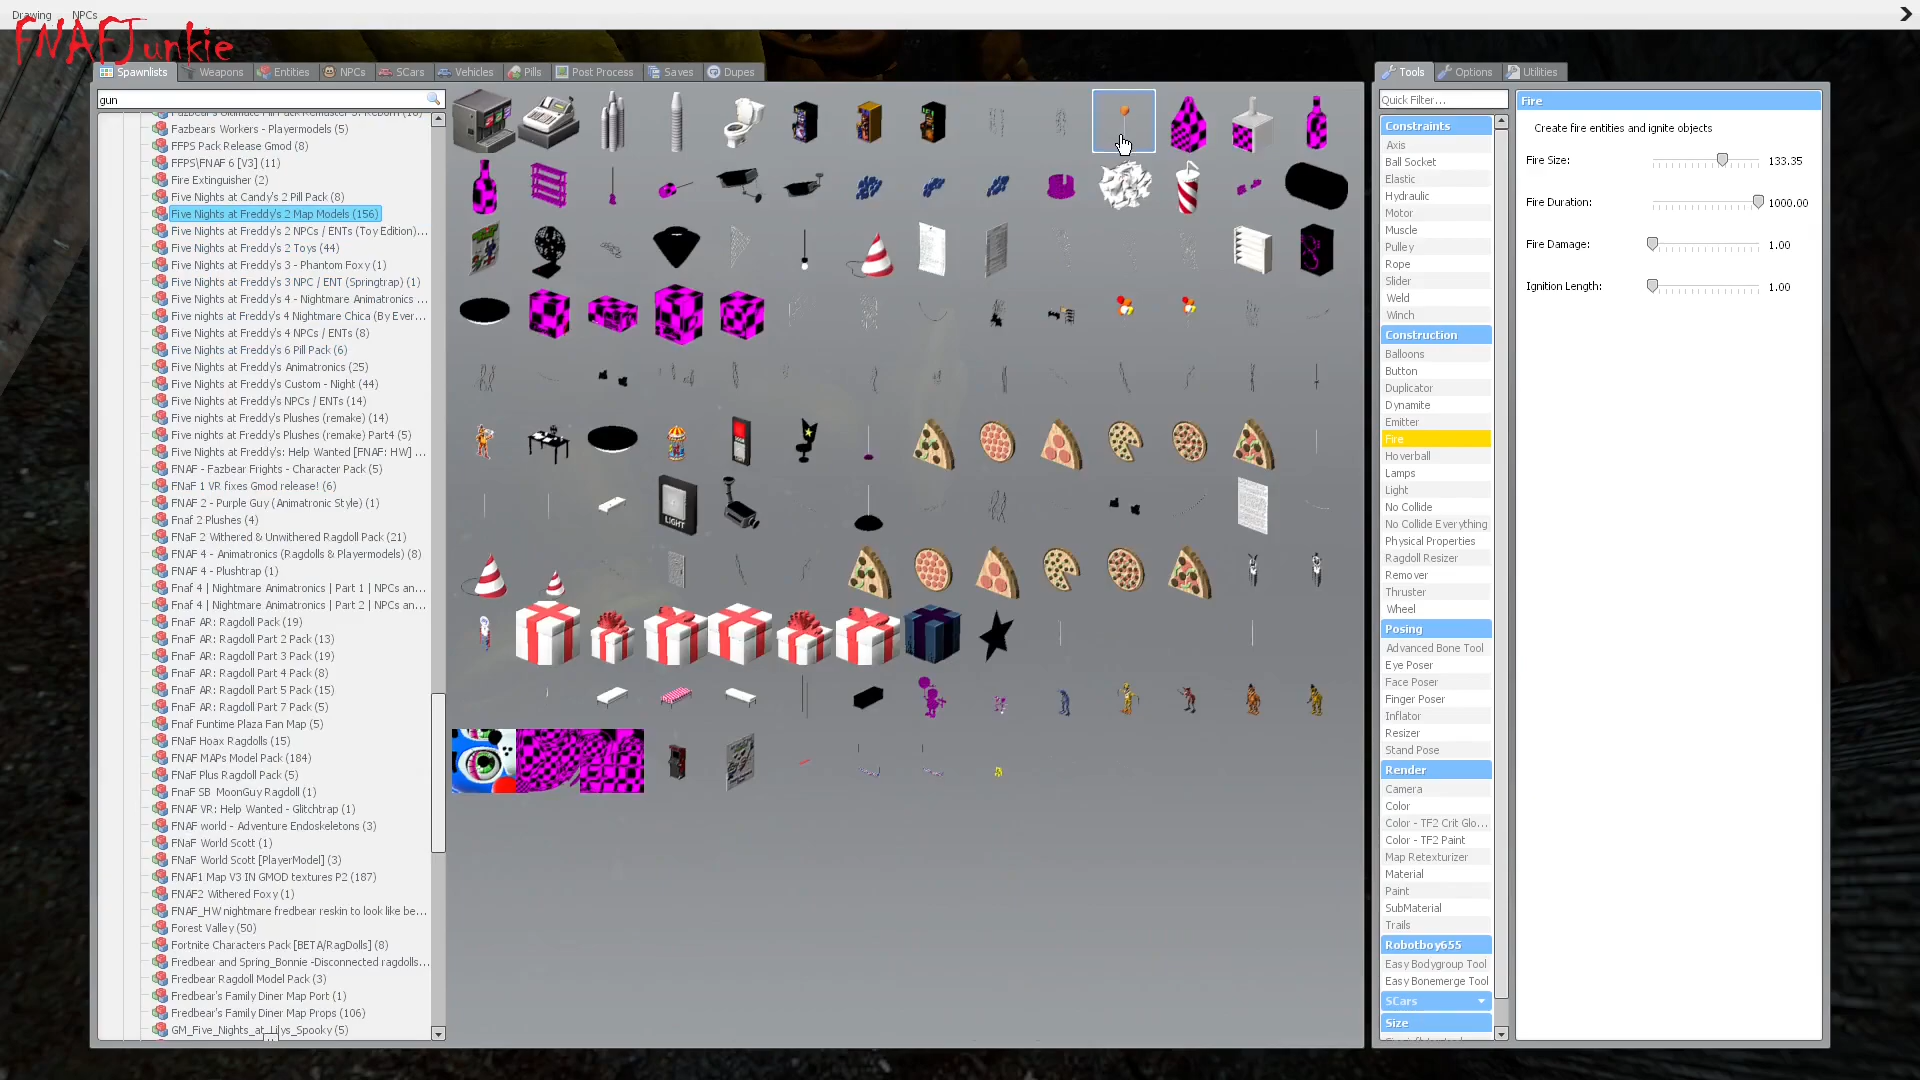 Drawing NPCs
FNAFJunkie
Spawnlists Weapons Entities NPCs SCars Vehicles Pills Post Process Saves Dupes
gun
Fazbears Workers - Playermodels (5)
FFPS Pack Release Gmod (8)
FFPS\FNAF 6 [V3] (11)
Fire Extinguisher (2)
Five Nights at Candy's 2 Pill Pack (8)
Five Nights at Freddy's 2 Map Models (156)
Five Nights at Freddy's 2 NPCs / ENTs (Toy Edition)...
Five Nights at Freddy's 2 Toys (44)
Five Nights at Freddy's 3 - Phantom Foxy (1)
Five Nights at Freddy's 3 NPC / ENT (Springtrap) (1)
Five Nights at Freddy's 4 - Nightmare Animatronics ...
Five nights at Freddy's 4 Nightmare Chica (By Ever...
Five Nights at Freddy's 4 NPCs / ENTs (8)
Five Nights at Freddy's 6 Pill Pack (6)
Five Nights at Freddy's Animatronics (25)
Five Nights at Freddy's Custom - Night (44)
Five Nights at Freddy's NPCs / ENTs (14)
Five nights at Freddy's Plushes (remake) (14)
Five nights at Freddy's Plushes (remake) Part4 (5)
Five Nights at Freddy's: Help Wanted [FNAF: HW] ...
FNAF - Fazbear Frights - Character Pack (5)
FNaF 1 VR fixes Gmod release! (6)
FNAF 2 - Purple Guy (Animatronic Style) (1)
Fnaf 2 Plushes (4)
FNaF 2 Withered & Unwithered Ragdoll Pack (21)
FNAF 4 - Animatronics (Ragdolls & Playermodels) (8)
FNAF 4 - Plushtrap (1)
Fnaf 4 | Nightmare Animatronics | Part 1 | NPCs an...
Fnaf 4 | Nightmare Animatronics | Part 2 | NPCs an...
FnaF AR: Ragdoll Pack (19)
FnaF AR: Ragdoll Part 2 Pack (13)
FnaF AR: Ragdoll Part 3 Pack (19)
FnaF AR: Ragdoll Part 4 Pack (8)
FnaF AR: Ragdoll Part 5 Pack (15)
FnaF AR: Ragdoll Part 7 Pack (5)
Fnaf Funtime Plaza Fan Map (5)
FNaF Hoax Ragdolls (15)
FNaF MAPs Model Pack (184)
FNaF Plus Ragdoll Pack (5)
FnaF SB MoonGuy Ragdoll (1)
FNAF VR: Help Wanted - Glitchtrap (1)
FNAF world - Adventure Endoskeletons (3)
FNaF World Scott (1)
FNaF World Scott [PlayerModel] (3)
FNAF1 Map V3 IN GMOD textures P2 (187)
FNAF2 Withered Foxy (1)
FNAF_HW nightmare fredbear reskin to look like be...
Forest Valley (50)
Fortnite Characters Pack [BETA/RagDolls] (8)
Fredbear and Spring_Bonnie -Disconnected ragdolls...
Fredbear Ragdoll Model Pack (3)
Fredbear's Family Diner Map Port (1)
Fredbear's Family Diner Map Props (106)
GM_Five_Nights_at_Lilys_Spooky (5)
LIGHT
Tools Options Utilities
Quick Filter...
Constraints
Axis
Ball Socket
Elastic
Hydraulic
Motor
Muscle
Pulley
Rope
Slider
Weld
Winch
Construction
Balloons
Button
Duplicator
Dynamite
Emitter
Fire
Hoverball
Lamps
Light
No Collide
No Collide Everything
Physical Properties
Ragdoll Resizer
Remover
Thruster
Wheel
Posing
Advanced Bone Tool
Eye Poser
Face Poser
Finger Poser
Inflator
Resizer
Stand Pose
Render
Camera
Color
Color - TF2 Crit Glo...
Color - TF2 Paint
Map Retexturizer
Material
Paint
SubMaterial
Trails
Robotboy655
Easy Bodygroup Tool
Easy Bonemerge Tool
SCars
Size
Fire
Create fire entities and ignite objects
Fire Size: 133.35
Fire Duration: 1000.00
Fire Damage: 1.00
Ignition Length: 1.00